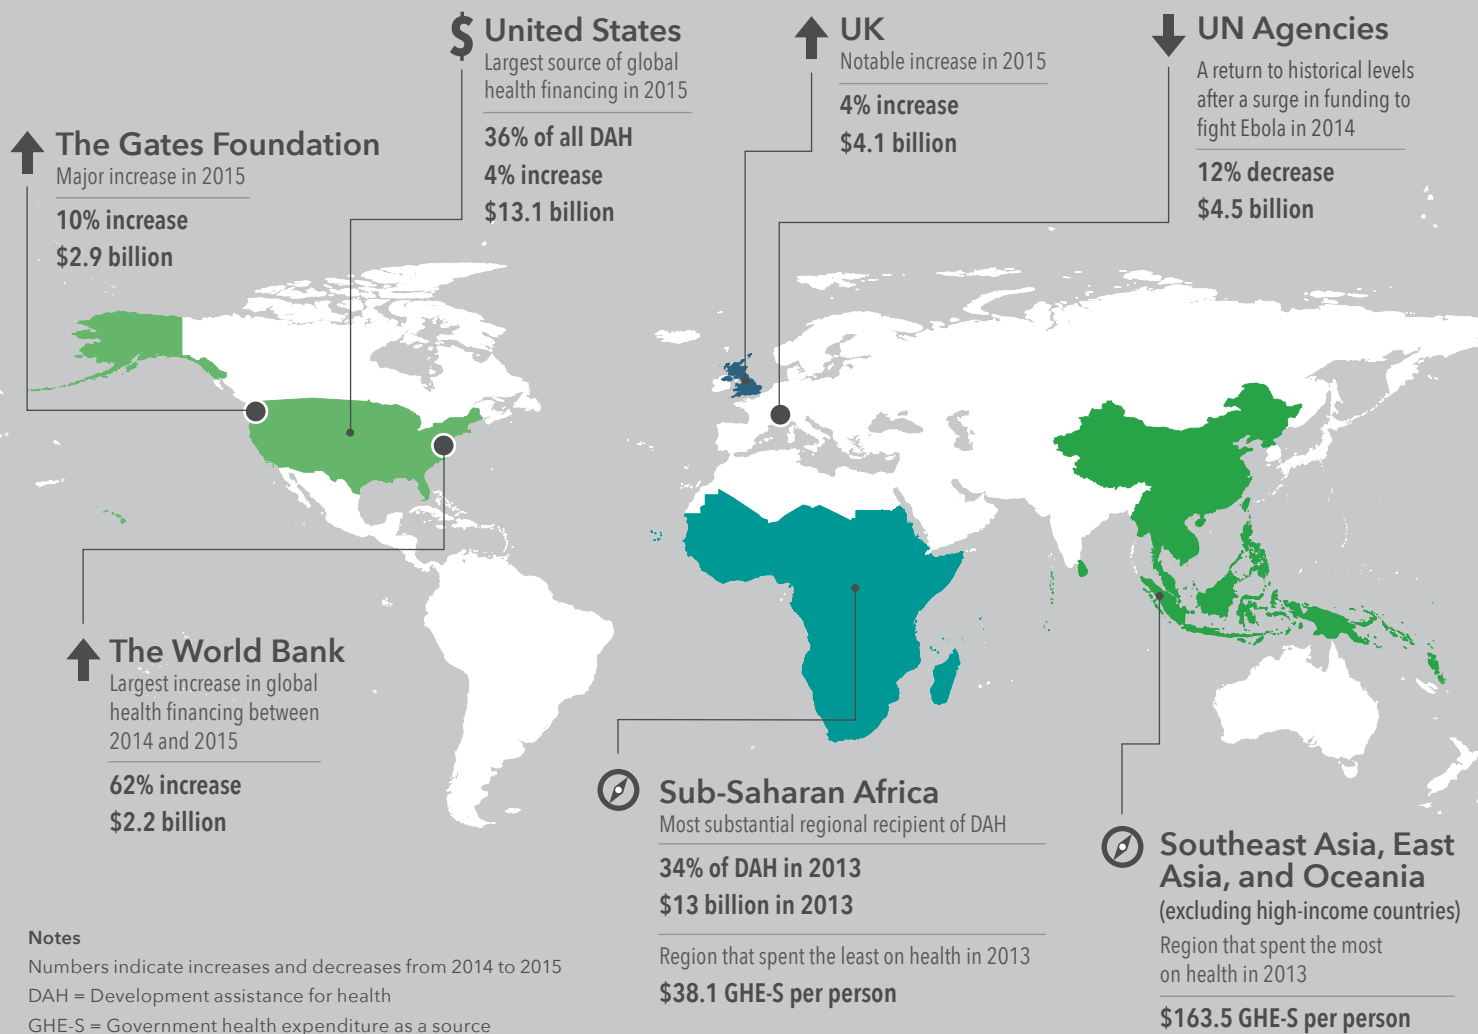 $ United States
Largest source of global
health financing in 2015
36% of all DAH
4% increase
$13.1 billion
UK
Notable increase in 2015
4% increase
$4.1 billion
UN Agencies
A return to historical levels
after a surge in funding to
fight Ebola in 2014
12% decrease
$4.5 billion
The Gates Foundation
Major increase in 2015
10% increase
$2.9 billion
The World Bank
Largest increase in global
health financing between
2014 and 2015
62% increase
$2.2 billion
Sub-Saharan Africa
Most substantial regional recipient of DAH
34% of DAH in 2013
$13 billion in 2013
Region that spent the least on health in 2013
$38.1 GHE-S per person
Southeast Asia, East
Asia, and Oceania
(excluding high-income countries)
Region that spent the most
on health in 2013
$163.5 GHE-S per person
Notes
Numbers indicate increases and decreases from 2014 to 2015
DAH = Development assistance for health
GHE-S = Government health expenditure as a source